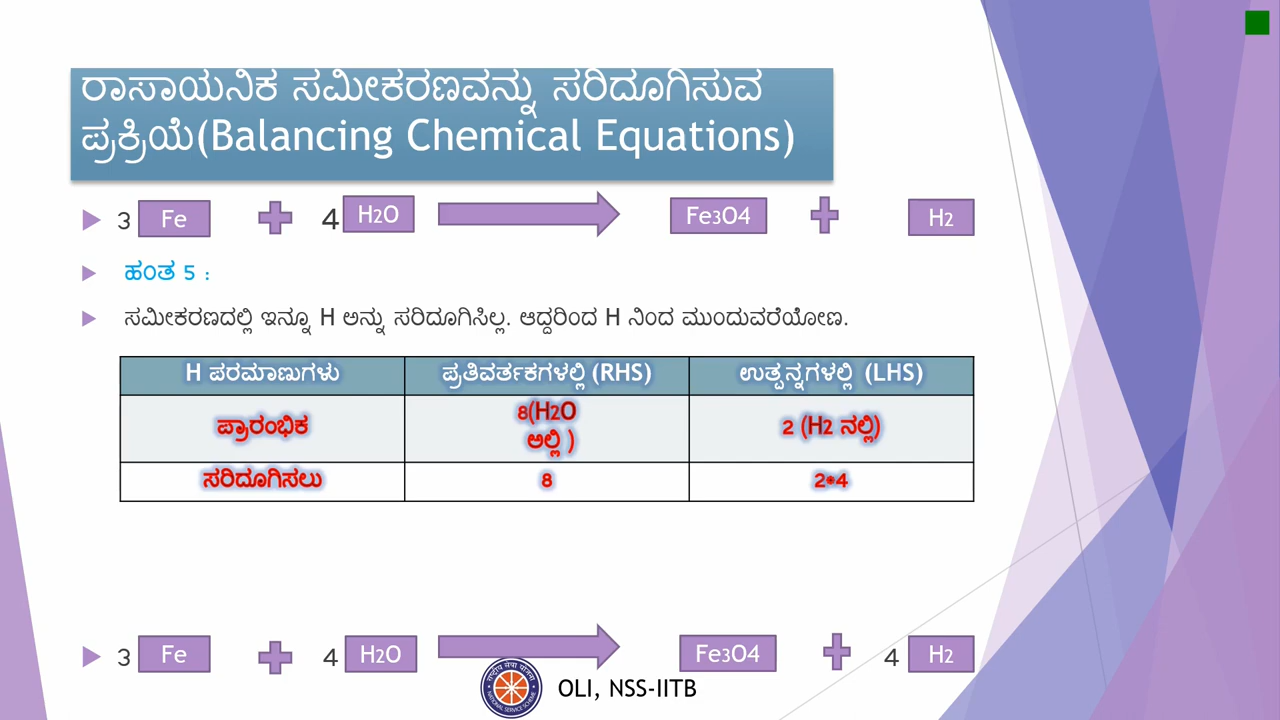 ರಾಸಾಯನಿಕ ಸಮೀಕರಣವನ್ನು ಸರಿದೂಗಿಸುವ
ಪ್ರಕ್ರಿಯೆ(Balancing Chemical Equations)
3 Fe + 4 H2O Fe3O4 + H2
ಹಂತ 5 :
ಸಮೀಕರಣದಲ್ಲಿ ಇನ್ನೂ H ಅನ್ನು ಸರಿದೂಗಿಸಿಲ್ಲ. ಆದ್ದರಿಂದ H ನಿಂದ ಮುಂದುವರೆಯೋಣ.
H ಪರಮಾಣುಗಳು ಪ್ರತಿವರ್ತಕಗಳಲ್ಲಿ (RHS) ಉತ್ಪನ್ನಗಳಲ್ಲಿ (LHS)
ಪ್ರಾರಂಭಿಕ 8(H2O ಅಲ್ಲಿ ) 2 (H2 ನಲ್ಲಿ)
ಸರಿದೂಗಿಸಲು 8 2*4
3 Fe + 4 H2O Fe3O4 + 4 H2
OLI, NSS-IITB